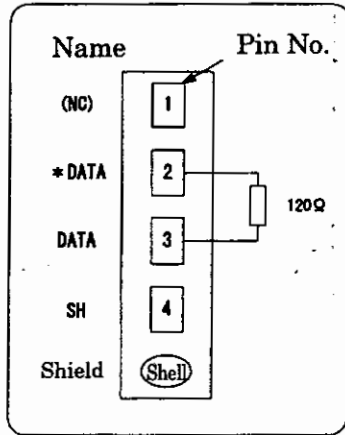 Name Pin No.
(NC) 1
*DATA 2
120Ω
DATA 3
SH 4
Shield Shell